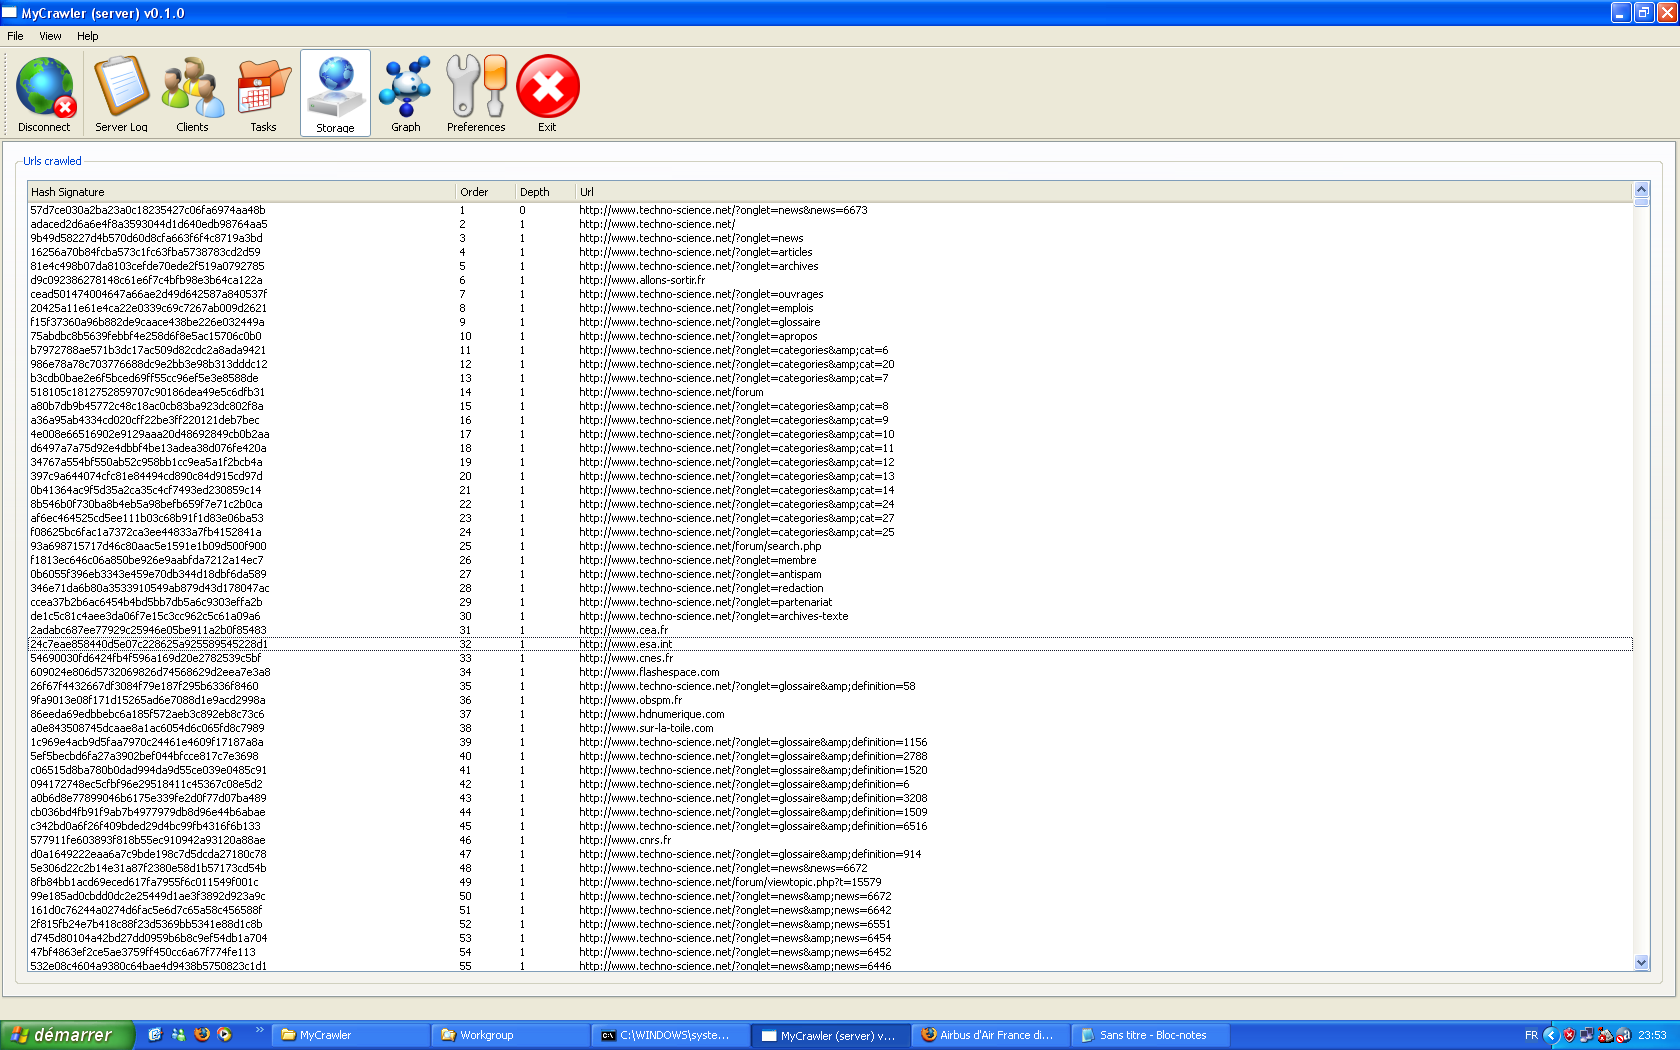 MyCrawler (server) v0.1.0
File View Help
Disconnect Server Log Clients Tasks Storage Graph Preferences Exit
Urls crawled
Hash Signature Order Depth Url
57d7ce030a2ba23a0c18235427c06fa6974aa48b 1 0 http://www.techno-science.net/?onglet=news&news=6673
adaced2d6a6e4f8a3593044d1d640edb98764aa5 2 1 http://www.techno-science.net/
9b49d58227d4b570d60d8cfa663f6f4c8719a3bd 3 1 http://www.techno-science.net/?onglet=news
16256a70b84fcba573c1fc63fba5738783cd2d59 4 1 http://www.techno-science.net/?onglet=articles
81e4c498b07da8103cefde70ede2f519a0792785 5 1 http://www.techno-science.net/?onglet=archives
d9c092386278148c61e6f7c4bfb98e3b64ca122a 6 1 http://www.allons-sortir.fr
cead501474004647a66ae2d49d642587a840537f 7 1 http://www.techno-science.net/?onglet=ouvrages
20425a11e61e4ca22e0339c69c7267ab009d2621 8 1 http://www.techno-science.net/?onglet=emplois
f15f37360a96b882de9caace438be226e032449a 9 1 http://www.techno-science.net/?onglet=glossaire
75abdbc8b5639febbf4e258d6f8e5ac15706c0b0 10 1 http://www.techno-science.net/?onglet=apropos
b7972788ae571b3dc17ac509d82cdc2a8ada9421 11 1 http://www.techno-science.net/?onglet=categories&amp;cat=6
986e78a78c703776688dc9e2bb3e98b313dddc12 12 1 http://www.techno-science.net/?onglet=categories&amp;cat=20
b3cdb0bae2e6f5bced69ff55cc96ef5e3e8588de 13 1 http://www.techno-science.net/?onglet=categories&amp;cat=7
518105c1812752859707c90186dea49e5c6dfb31 14 1 http://www.techno-science.net/forum
a80b7db9b45772c48c18ac0cb83ba923dc802f8a 15 1 http://www.techno-science.net/?onglet=categories&amp;cat=8
a36a95ab4334cd020cff22be3ff220121deb7bec 16 1 http://www.techno-science.net/?onglet=categories&amp;cat=9
4e008e66516902e9129aaa20d48692849cb0b2aa 17 1 http://www.techno-science.net/?onglet=categories&amp;cat=10
d6497a7a75d92e4dbbf4be13adea38d076fe420a 18 1 http://www.techno-science.net/?onglet=categories&amp;cat=11
34767a554bf550ab52c958bb1cc9ea5a1f2bcb4a 19 1 http://www.techno-science.net/?onglet=categories&amp;cat=12
397c9a644074cfc81e84494cd890c84d915cd97d 20 1 http://www.techno-science.net/?onglet=categories&amp;cat=13
0b41364ac9f5d35a2ca35c4cf7493ed230859c14 21 1 http://www.techno-science.net/?onglet=categories&amp;cat=14
8b546b0f730ba8b4eb5a98befb659f7e71c2b0ca 22 1 http://www.techno-science.net/?onglet=categories&amp;cat=24
af6ec464525cd5ee111b03c68b91f1d83e06ba53 23 1 http://www.techno-science.net/?onglet=categories&amp;cat=27
f08625bc6fac1a7372ca3ee44833a7fb4152841a 24 1 http://www.techno-science.net/?onglet=categories&amp;cat=25
93a698715717d46c80aac5e1591e1b09d500f900 25 1 http://www.techno-science.net/forum/search.php
f1813ec646c06a850be926e9aabfda7212a14ec7 26 1 http://www.techno-science.net/?onglet=membre
0b6055f396eb3343e459e70db344d18dbf6da589 27 1 http://www.techno-science.net/?onglet=antispam
346e71da6b80a3533910549ab879d43d178047ac 28 1 http://www.techno-science.net/?onglet=redaction
ccea37b2b6ac6454b4bd5bb7db5a6c9303effa2b 29 1 http://www.techno-science.net/?onglet=partenariat
de1c5c81c4aee3da06f7e15c3cc962c5c61a09a6 30 1 http://www.techno-science.net/?onglet=archives-texte
2adabc687ee77929c25946e05be911a2b0f85483 31 1 http://www.cea.fr
24c7eae858440d5e07c228625a925589545228d1 32 1 http://www.esa.int
54690030fd6424fb4f596a169d20e2782539c5bf 33 1 http://www.cnes.fr
609024e806d5732069826d74568629d2eea7e3a8 34 1 http://www.flashespace.com
26f67f4432667df3084f79e187f295b6336f8460 35 1 http://www.techno-science.net/?onglet=glossaire&amp;definition=58
9fa9013e08f171d15265ad6e7088d1e9acd2998a 36 1 http://www.obspm.fr
86eeda69edbbebc6a185f572aeb3c892eb8c73c6 37 1 http://www.hdnumerique.com
a0e843508745dcaae8a1ac6054d6c065fd8c7989 38 1 http://www.sur-la-toile.com
1c969e4acb9d5faa7970c24461e4609f17187a8a 39 1 http://www.techno-science.net/?onglet=glossaire&amp;definition=1156
5ef5becbd6fa27a3902bef044bfcce817c7e3698 40 1 http://www.techno-science.net/?onglet=glossaire&amp;definition=2788
c06515d8ba780b0dad994da9d55ce039e0485c91 41 1 http://www.techno-science.net/?onglet=glossaire&amp;definition=1520
094172748ec5cfbf96e29518411c45367c08e5d2 42 1 http://www.techno-science.net/?onglet=glossaire&amp;definition=6
a0b6d8e77899046b6175e339fe2d0f77d07ba489 43 1 http://www.techno-science.net/?onglet=glossaire&amp;definition=3208
cb036bd4fb91f9ab7b4977979db8d96e44b6abae 44 1 http://www.techno-science.net/?onglet=glossaire&amp;definition=1509
c342bd0a6f26f409bded29d4bc99fb4316f6b133 45 1 http://www.techno-science.net/?onglet=glossaire&amp;definition=6516
577911fe603893f818b55ec910942a93120a88ae 46 1 http://www.cnrs.fr
d0a1649222eaa6a7c9bde198c7d5dcda27180c78 47 1 http://www.techno-science.net/?onglet=glossaire&amp;definition=914
5e306d22c2b14e31a87f2380e58d1b57173cd54b 48 1 http://www.techno-science.net/?onglet=news&news=6672
8fb84bb1acd69eced617fa7955f6c011549f001c 49 1 http://www.techno-science.net/forum/viewtopic.php?t=15579
99e185ad0cbdd0dc2e25449d1ae3f3892d923a9c 50 1 http://www.techno-science.net/?onglet=news&amp;news=6672
161d0c76244a0274d6fac5e6d7c65a58c456588f 51 1 http://www.techno-science.net/?onglet=news&amp;news=6642
2f815fb24e7b418c88f23d5369bb5341e88d1c8b 52 1 http://www.techno-science.net/?onglet=news&amp;news=6551
d745d80104a42bd27dd0959b6b8c9ef54db1a704 53 1 http://www.techno-science.net/?onglet=news&amp;news=6454
47bf4863ef2ce5ae3759ff450cc6a67f774fe113 54 1 http://www.techno-science.net/?onglet=news&amp;news=6452
532e08c4604a9380c64bae4d9438b5750823c1d1 55 1 http://www.techno-science.net/?onglet=news&amp;news=6446
démarrer MyCrawler Workgroup C:\WINDOWS\syste... MyCrawler (server) v... Airbus d'Air France di... Sans titre - Bloc-notes FR 23:53